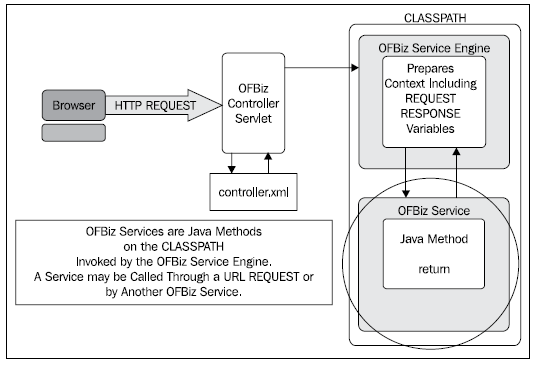 CLASSPATH
OFBiz Service Engine
Prepares
Context Including
REQUEST
RESPONSE
Variables
OFBiz
Controller
Servlet
Browser
HTTP REQUEST
controller.xml
OFBiz Services are Java Methods
on the CLASSPATH
Invoked by the OFBiz Service Engine.
A Service may be Called Through a URL REQUEST or
by Another OFBiz Service.
OFBiz Service
Java Method
return